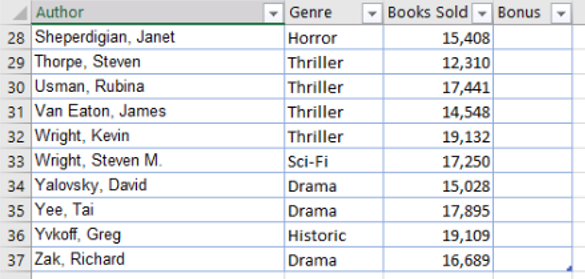 Author Genre Books Sold Bonus
28 Sheperdigian, Janet Horror 15,408
29 Thorpe, Steven Thriller 12,310
30 Usman, Rubina Thriller 17,441
31 Van Eaton, James Thriller 14,548
32 Wright, Kevin Thriller 19,132
33 Wright, Steven M. Sci-Fi 17,250
34 Yalovsky, David Drama 15,028
35 Yee, Tai Drama 17,895
36 Yvkoff, Greg Historic 19,109
37 Zak, Richard Drama 16,689